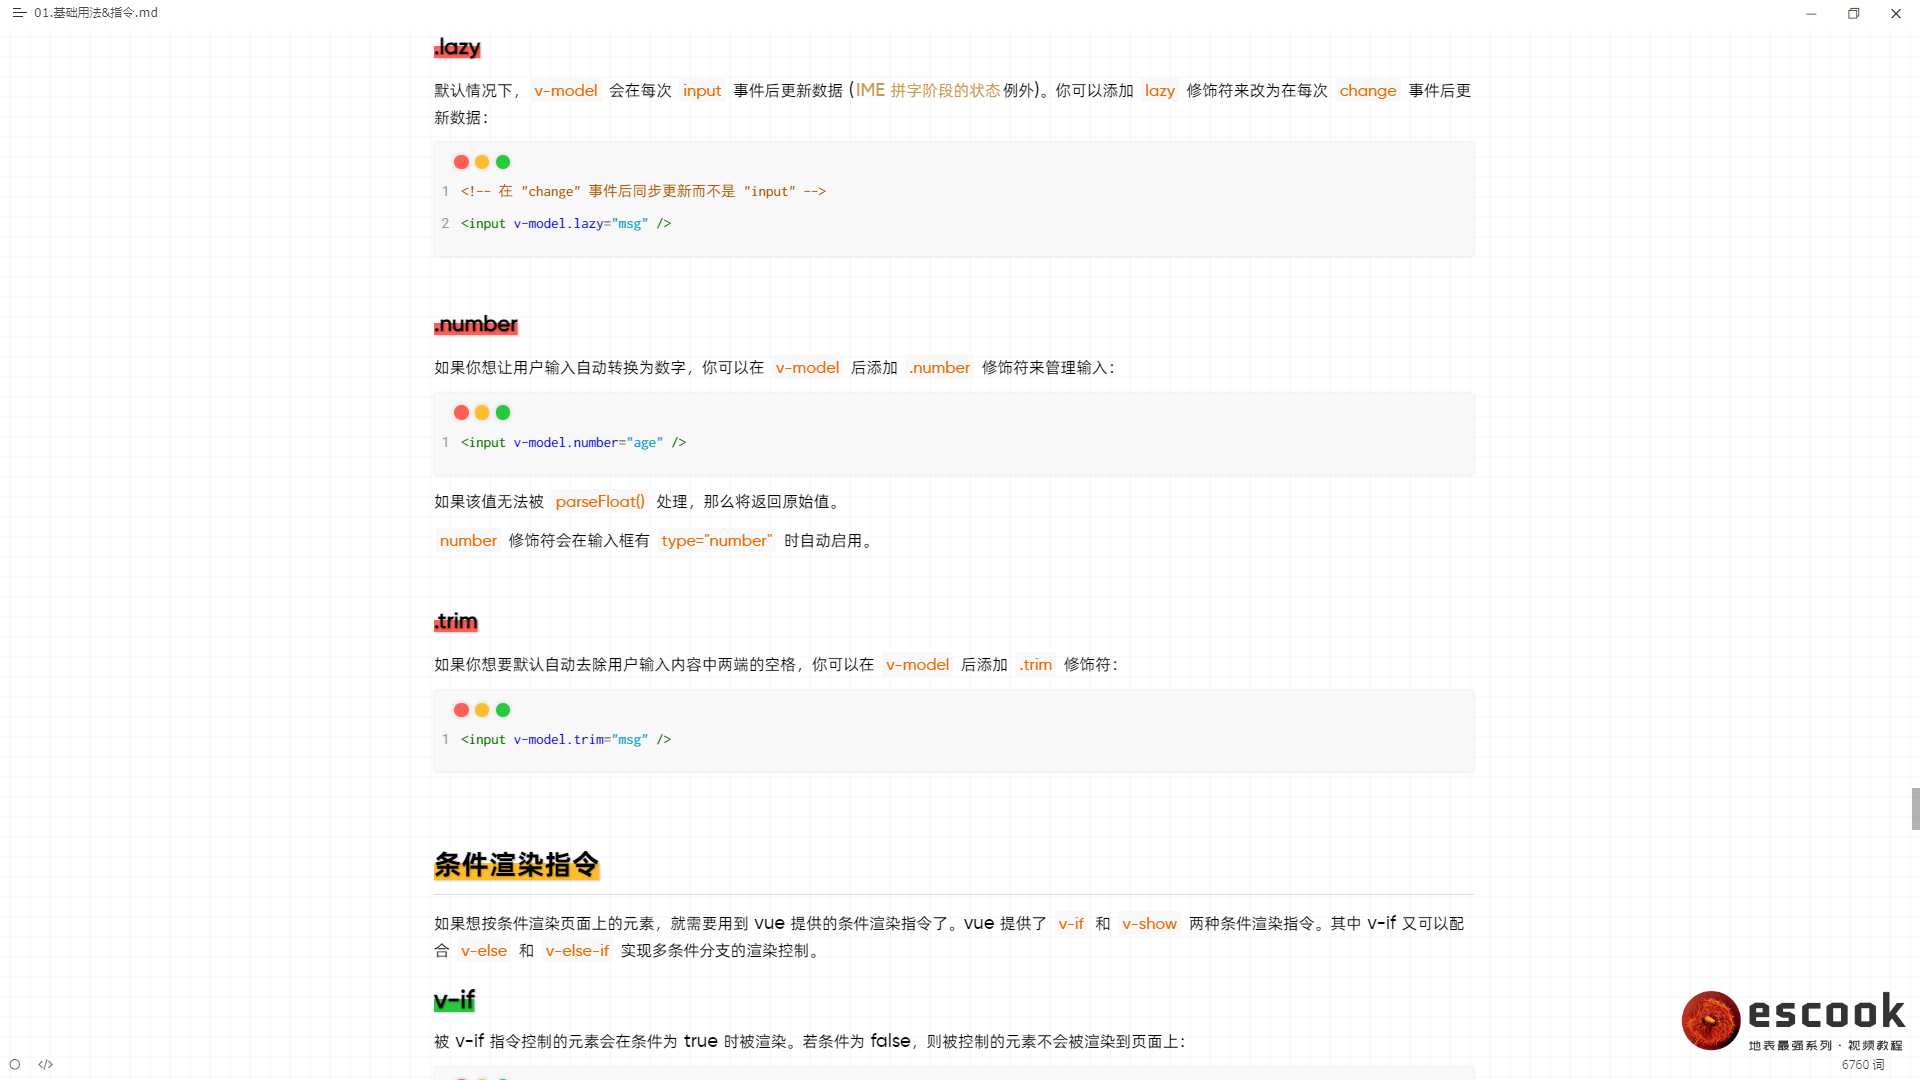 01.基础用法&指令.md
.lazy
默认情况下， v-model 会在每次 input 事件后更新数据 (IME 拼字阶段的状态例外)。你可以添加 lazy 修饰符来改为在每次 change 事件后更
新数据：
1 <!-- 在 "change" 事件后同步更新而不是 "input" -->
2 <input v-model.lazy="msg" />
.number
如果你想让用户输入自动转换为数字，你可以在 v-model 后添加 .number 修饰符来管理输入：
1 <input v-model.number="age" />
如果该值无法被 parseFloat() 处理，那么将返回原始值。
number 修饰符会在输入框有 type="number" 时自动启用。
.trim
如果你想要默认自动去除用户输入内容中两端的空格，你可以在 v-model 后添加 .trim 修饰符：
1 <input v-model.trim="msg" />
条件渲染指令
如果想按条件渲染页面上的元素，就需要用到 vue 提供的条件渲染指令了。vue 提供了 v-if 和 v-show 两种条件渲染指令。其中 v-if 又可以配
合 v-else 和 v-else-if 实现多条件分支的渲染控制。
v-if
被 v-if 指令控制的元素会在条件为 true 时被渲染。若条件为 false，则被控制的元素不会被渲染到页面上：
escook
地表最强系列·视频教程
</> 6760 词